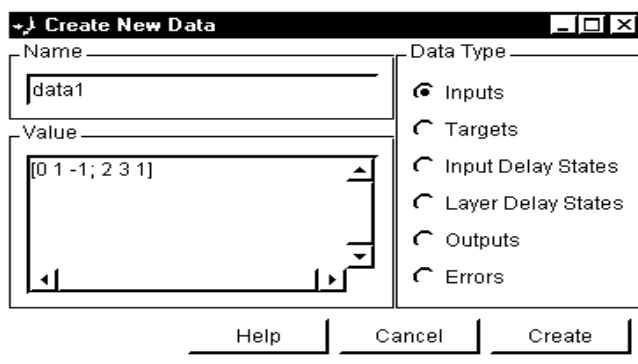 Create New Data
Name
data1
Value
[0 1 -1; 2 3 1]
Data Type
Inputs
Targets
Input Delay States
Layer Delay States
Outputs
Errors
Help
Cancel
Create